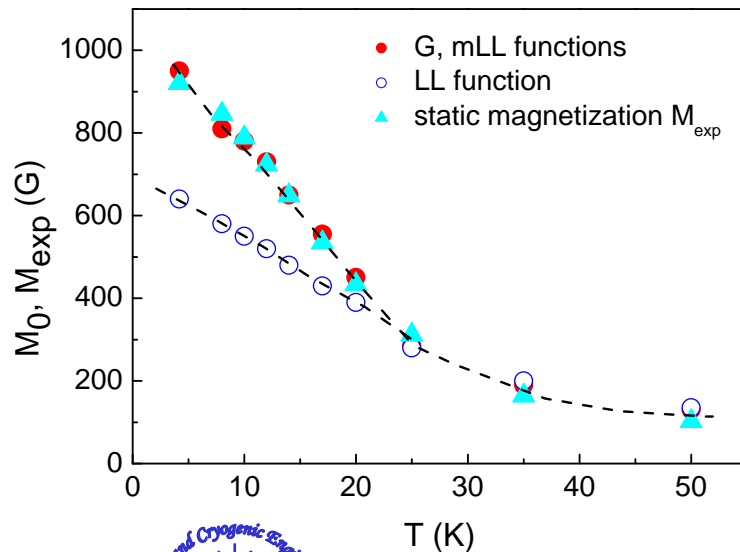 1000
800
600
400
200
0
M0, Mexp (G)
G, mLL functions
LL function
static magnetization Mexp
0 10 20 30 40 50
T (K)
and Cryogenic